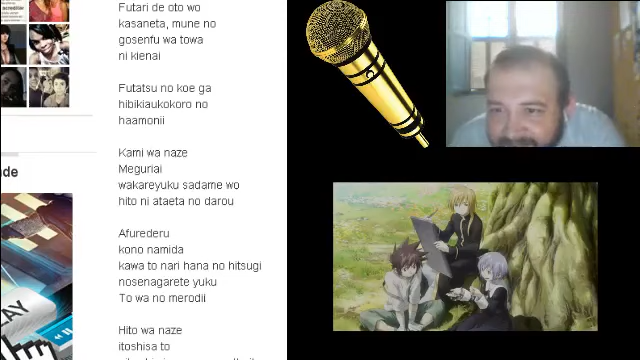 Futari de oto wo
kasaneta, mune no
gosenfu wa towa
ni kienai
Futatsu no koe ga
hibikiaukokoro no
haamonii
Kami wa naze
Meguriai
wakareyuku sadame wo
hito ni ataeta no darou
Afurederu
kono namida
kawa to nari hana no hitsugi
nosenagarete yuku
To wa no merodii
Hito wa naze
itoshisa to